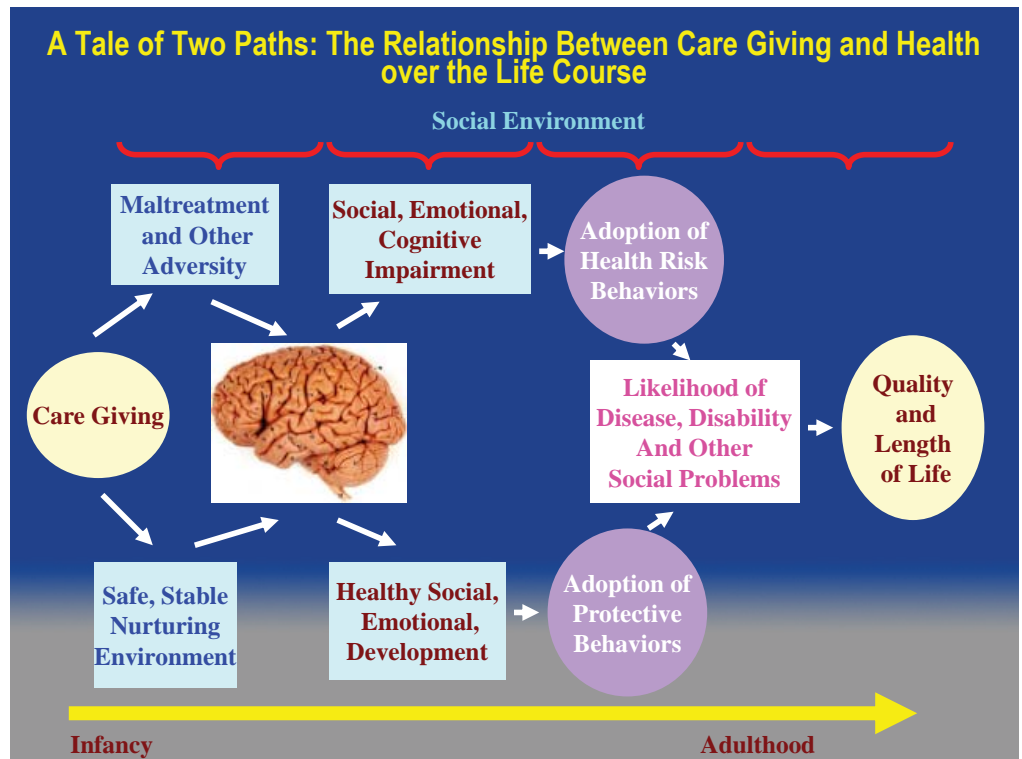 A Tale of Two Paths: The Relationship Between Care Giving and Health
over the Life Course
Social Environment
Maltreatment
and Other
Adversity
Social, Emotional,
Cognitive
Impairment
Adoption of
Health Risk
Behaviors
Care Giving
Likelihood of
Disease, Disability
And Other
Social Problems
Quality
and
Length
of Life
Safe, Stable
Nurturing
Environment
Healthy Social,
Emotional,
Development
Adoption of
Protective
Behaviors
Infancy
Adulthood